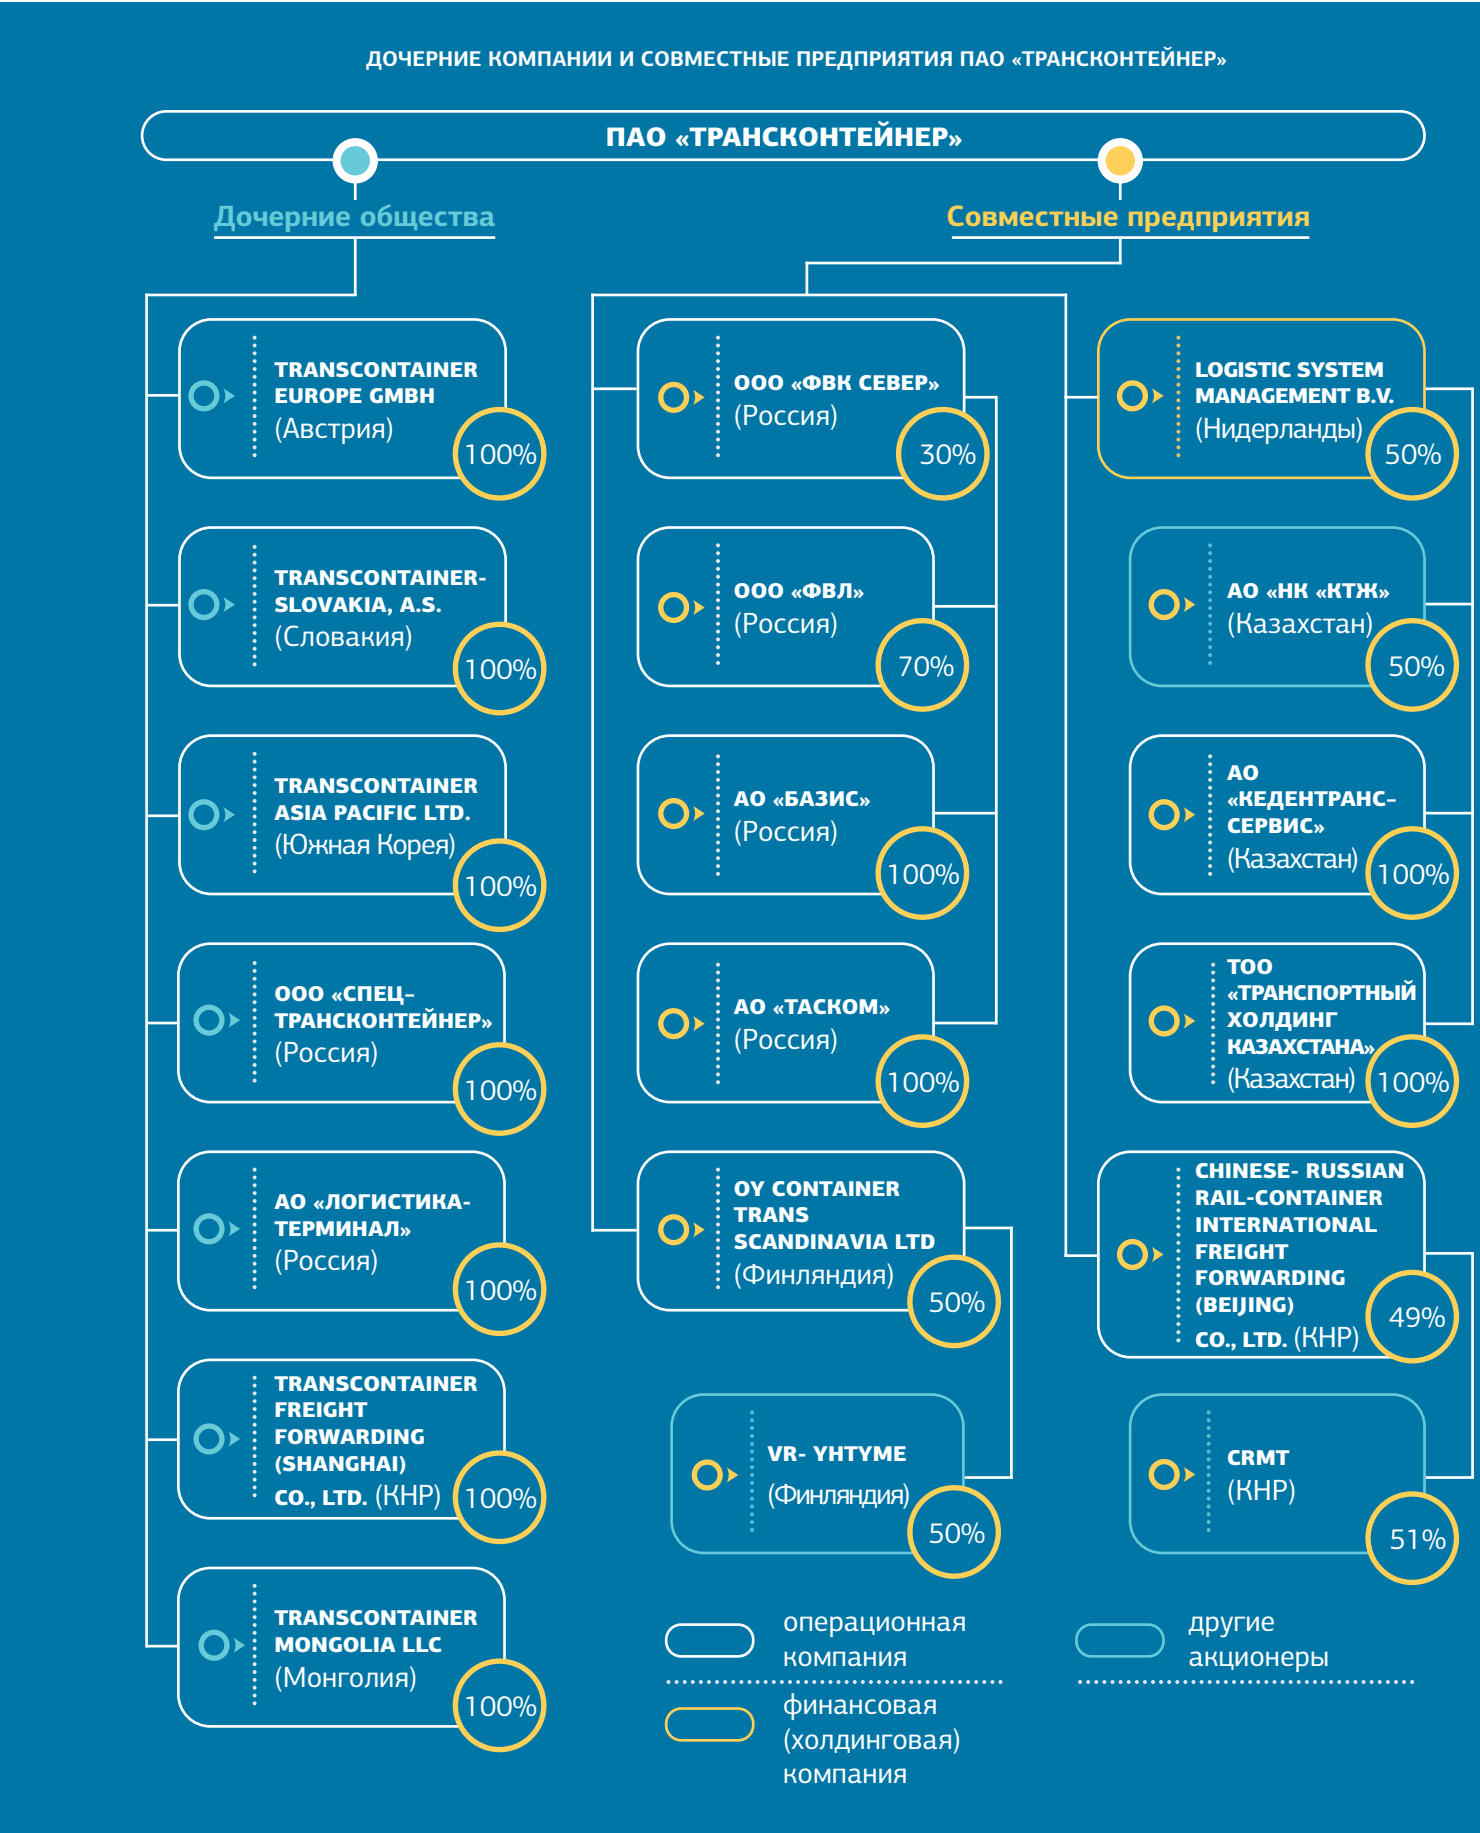 ДОЧЕРНИЕ КОМПАНИИ И СОВМЕСТНЫЕ ПРЕДПРИЯТИЯ ПАО «ТРАНСКОНТЕЙНЕР»
ПАО «ТРАНСКОНТЕЙНЕР»
Дочерние общества
TRANSCONTAINER
EUROPE GMBH
(Австрия)
100%
TRANSCONTAINER-
SLOVAKIA, A.S.
(Словакия)
100%
TRANSCONTAINER
ASIA PACIFIC LTD.
(Южная Корея)
100%
ООО «СПЕЦ–
ТРАНСКОНТЕЙНЕР»
(Россия)
100%
АО «ЛОГИСТИКА-
ТЕРМИНАЛ»
(Россия)
100%
TRANSCONTAINER
FREIGHT
FORWARDING
(SHANGHAI)
CO., LTD. (КНР)
100%
TRANSCONTAINER
MONGOLIA LLC
(Монголия)
100%
Совместные предприятия
ООО «ФВК СЕВЕР»
(Россия)
30%
ООО «ФВЛ»
(Россия)
70%
АО «БАЗИС»
(Россия)
100%
АО «ТАСКОМ»
(Россия)
100%
OY CONTAINER
TRANS
SCANDINAVIA LTD
(Финляндия)
50%
VR- YHTYME
(Финляндия)
50%
LOGISTIC SYSTEM
MANAGEMENT B.V.
(Нидерланды)
50%
АО «НК «КТЖ»
(Казахстан)
50%
АО
«КЕДЕНТРАНС–
СЕРВИС»
(Казахстан)
100%
ТОО
«ТРАНСПОРТНЫЙ
ХОЛДИНГ
КАЗАХСТАНА»
(Казахстан)
100%
CHINESE- RUSSIAN
RAIL-CONTAINER
INTERNATIONAL
FREIGHT
FORWARDING
(BEIJING)
CO., LTD. (КНР)
49%
CRMT
(КНР)
51%
операционная
компания
финансовая
(холдинговая)
компания
другие
акционеры